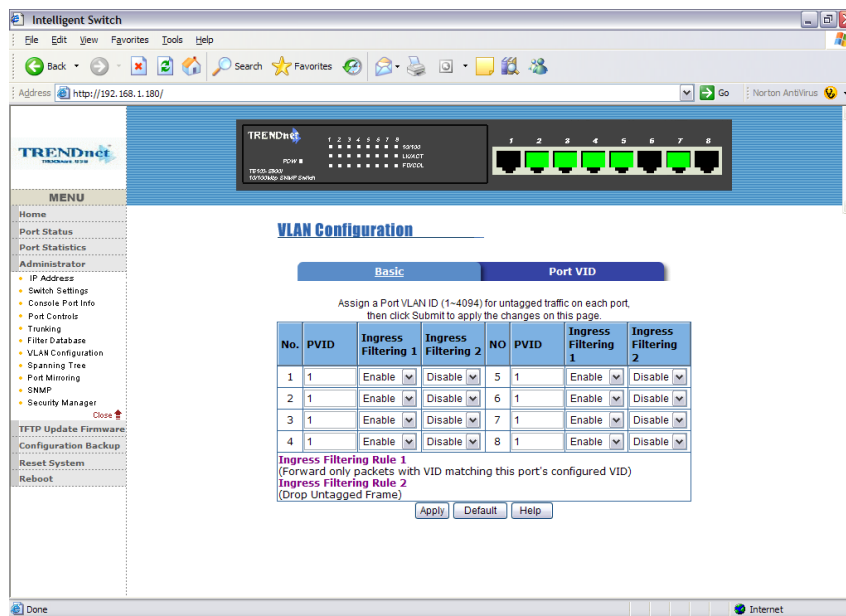 Intelligent Switch
File Edit View Favorites Tools Help
Back Search Favorites
Address http://192.168.1.180/ Go Norton AntiVirus
TRENDnet
TRENDnet
1 2 3 4 5 6 7 8
10/100
POW LK/ACT
FD/COL
10/100Mbps SNMP Switch
1 2 3 4 5 6 7 8
MENU
Home
Port Status
Port Statistics
Administrator
IP Address
Switch Settings
Console Port Info
Port Controls
Trunking
Filter Database
VLAN Configuration
Spanning Tree
Port Mirroring
SNMP
Security Manager
Close
TFTP Update Firmware
Configuration Backup
Reset System
Reboot
VLAN Configuration
Basic Port VID
Assign a Port VLAN ID (1~4094) for untagged traffic on each port,
then click Submit to apply the changes on this page.
No. PVID Ingress Filtering 1 Ingress Filtering 2 NO PVID Ingress Filtering 1 Ingress Filtering 2
1 1 Enable Disable 5 1 Enable Disable
2 1 Enable Disable 6 1 Enable Disable
3 1 Enable Disable 7 1 Enable Disable
4 1 Enable Disable 8 1 Enable Disable
Ingress Filtering Rule 1
(Forward only packets with VID matching this port's configured VID)
Ingress Filtering Rule 2
(Drop Untagged Frame)
Apply Default Help
Done Internet